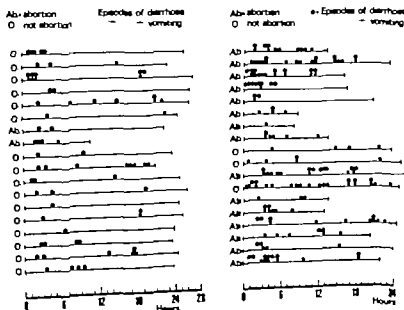 Ab • abortion Episodes of diarrhoea
O not abortion → vomiting
O
O
O
O
O
O
Ab.
Ab
O
O
O
O
O
O
O
O
O
O
0 6 12 18 24 28
Hours
Ab • abortion • Episodes of diarrhoea
O not abortion → vomiting
Ab
Ab
Ab
Ab
Ab
Ab
Ab
Ab
O
O
Ab
O
Ab
Ab
Ab
Ab
Ab
Ab
0 6 12 18
Hours